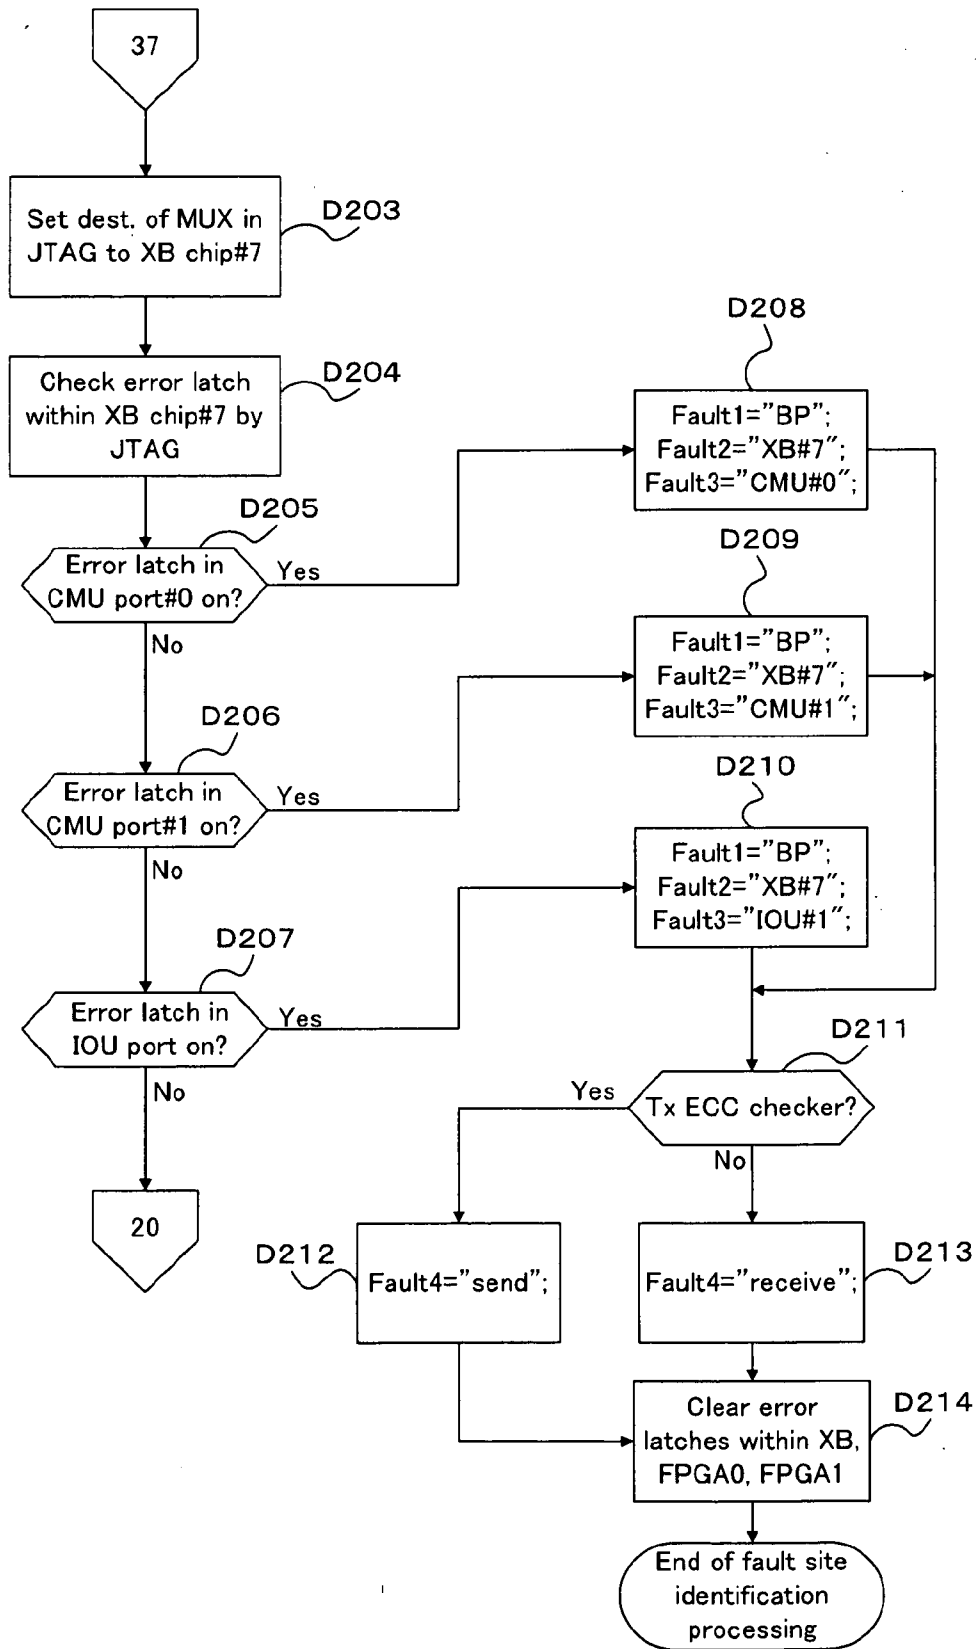 37
Set dest. of MUX in
JTAG to XB chip#7
D203
Check error latch
within XB chip#7 by
JTAG
D204
D205
Error latch in
CMU port#0 on?
Yes
No
D208
Fault1="BP";
Fault2="XB#7";
Fault3="CMU#0";
D206
Error latch in
CMU port#1 on?
Yes
No
D209
Fault1="BP";
Fault2="XB#7";
Fault3="CMU#1";
D207
Error latch in
IOU port on?
Yes
No
20
D210
Fault1="BP";
Fault2="XB#7";
Fault3="IOU#1";
D211
Tx ECC checker?
Yes
No
D212
Fault4="send";
D213
Fault4="receive";
D214
Clear error
latches within XB,
FPGA0, FPGA1
End of fault site
identification
processing